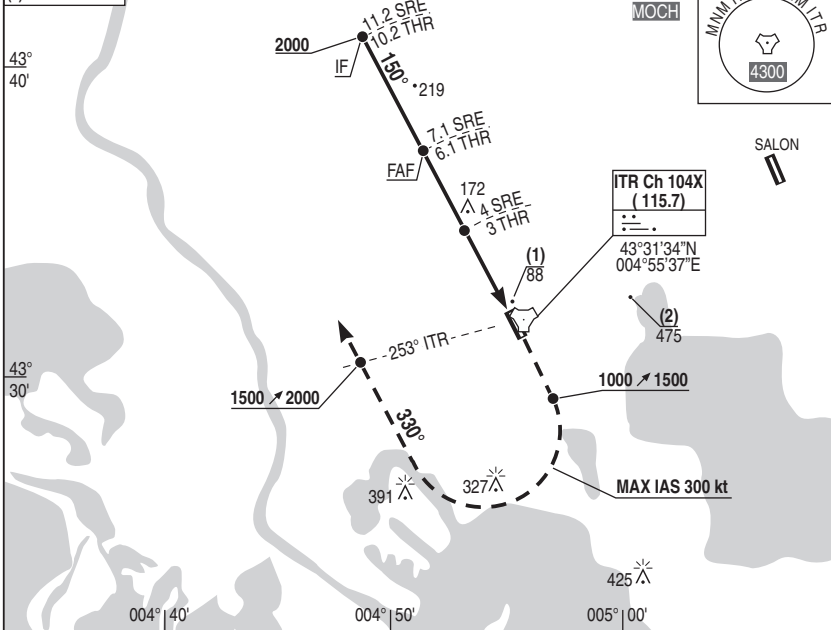 MOCH
4300
11.2 SRE
10.2 THR
2000
IF
43°
40'
150°
219
7.1 SRE
6.1 THR
FAF
SALON
172
4 SRE
3 THR
ITR Ch 104X
( 115.7)
43°31'34"N
004°55'37"E
(1)
88
(2)
475
253° ITR
43°
30'
1500 ➚ 2000
1000 ➚ 1500
330°
391
327
MAX IAS 300 kt
425
004° 40'
004° 50'
005° 00'